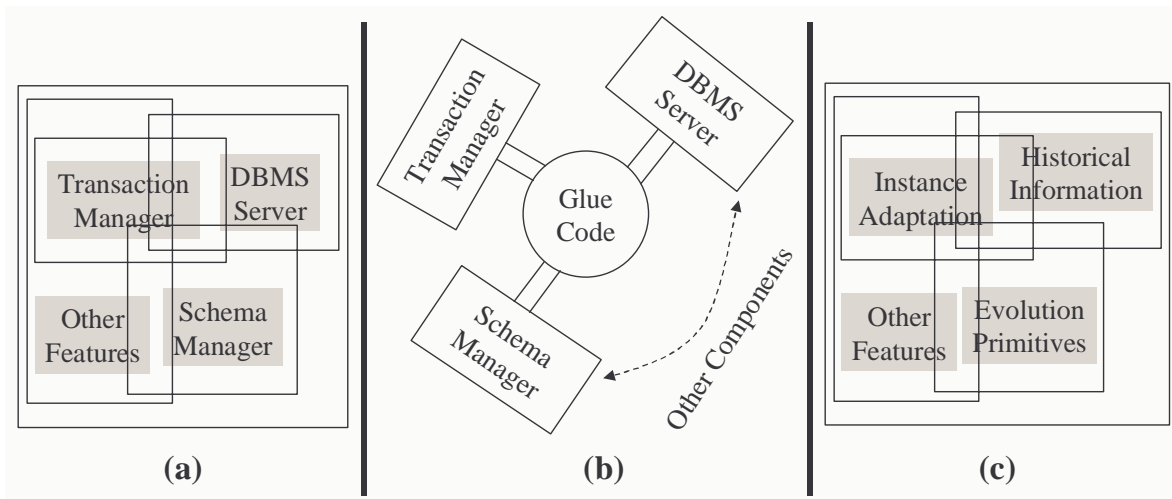 Transaction
Manager
DBMS
Server
Other
Features
Schema
Manager
(a)
Transaction
Manager
DBMS
Server
Glue
Code
Schema
Manager
Other Components
(b)
Instance
Adaptation
Historical
Information
Other
Features
Evolution
Primitives
(c)